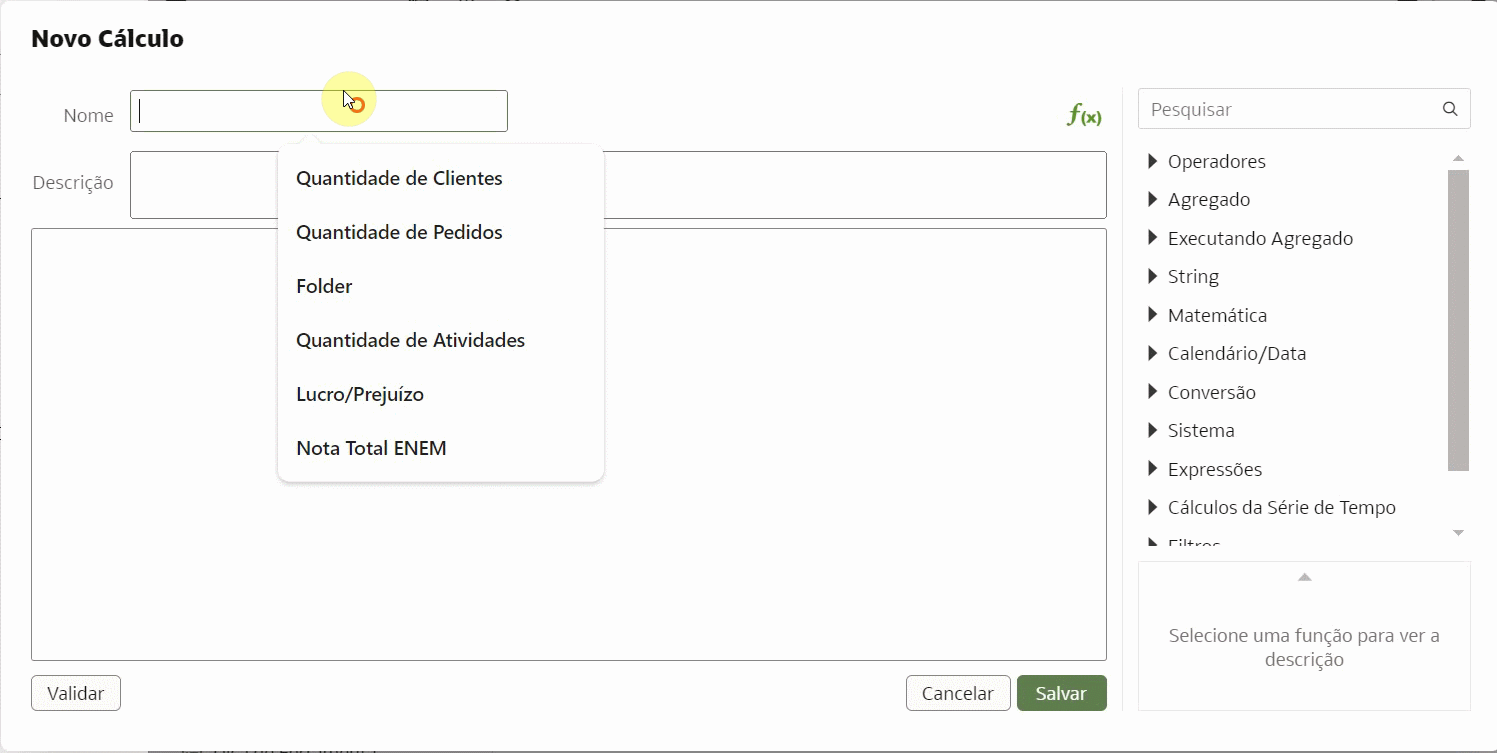 Novo Cálculo
Nome
f(x)
Descrição
Quantidade de Clientes
Quantidade de Pedidos
Folder
Quantidade de Atividades
Lucro/Prejuízo
Nota Total ENEM
Validar
Cancelar
Salvar
Pesquisar
Operadores
Agregado
Executando Agregado
String
Matemática
Calendário/Data
Conversão
Sistema
Expressões
Cálculos da Série de Tempo
Filtros
Selecione uma função para ver a
descrição